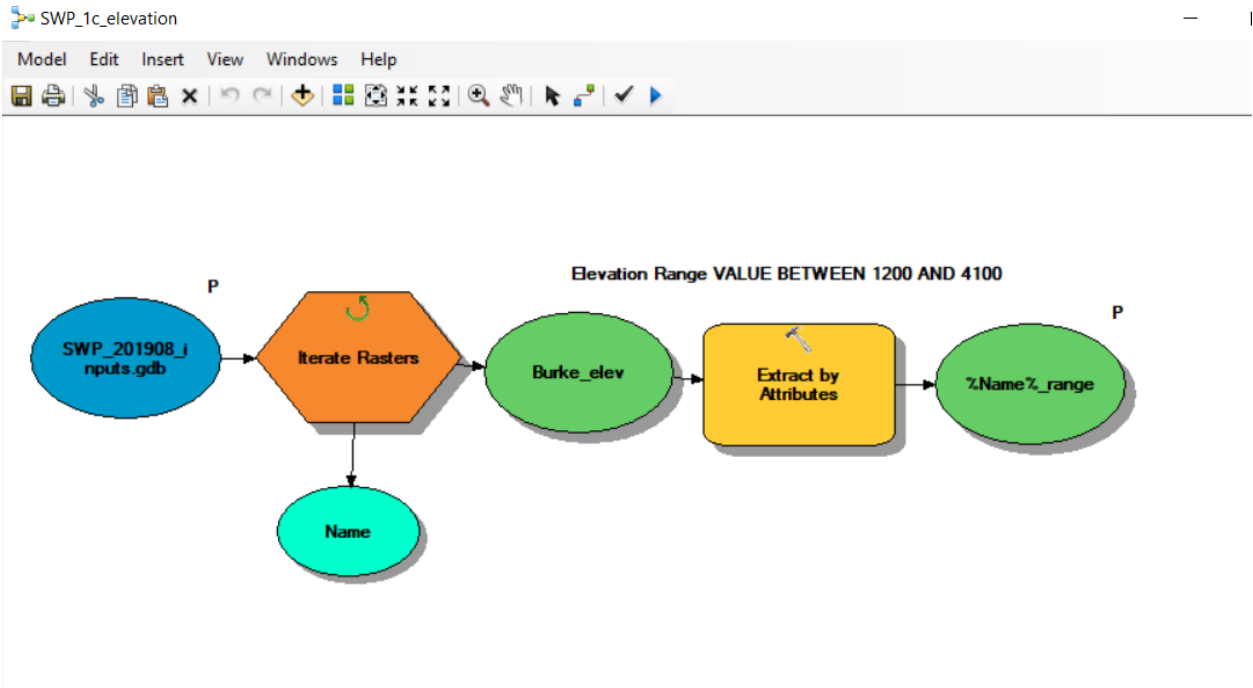 SWP_1c_elevation
Model Edit Insert View Windows Help
Elevation Range VALUE BETWEEN 1200 AND 4100
P
P
SWP_201908_i
nputs.gdb
Iterate Rasters
Burke_elev
Extract by
Attributes
%Name%_range
Name